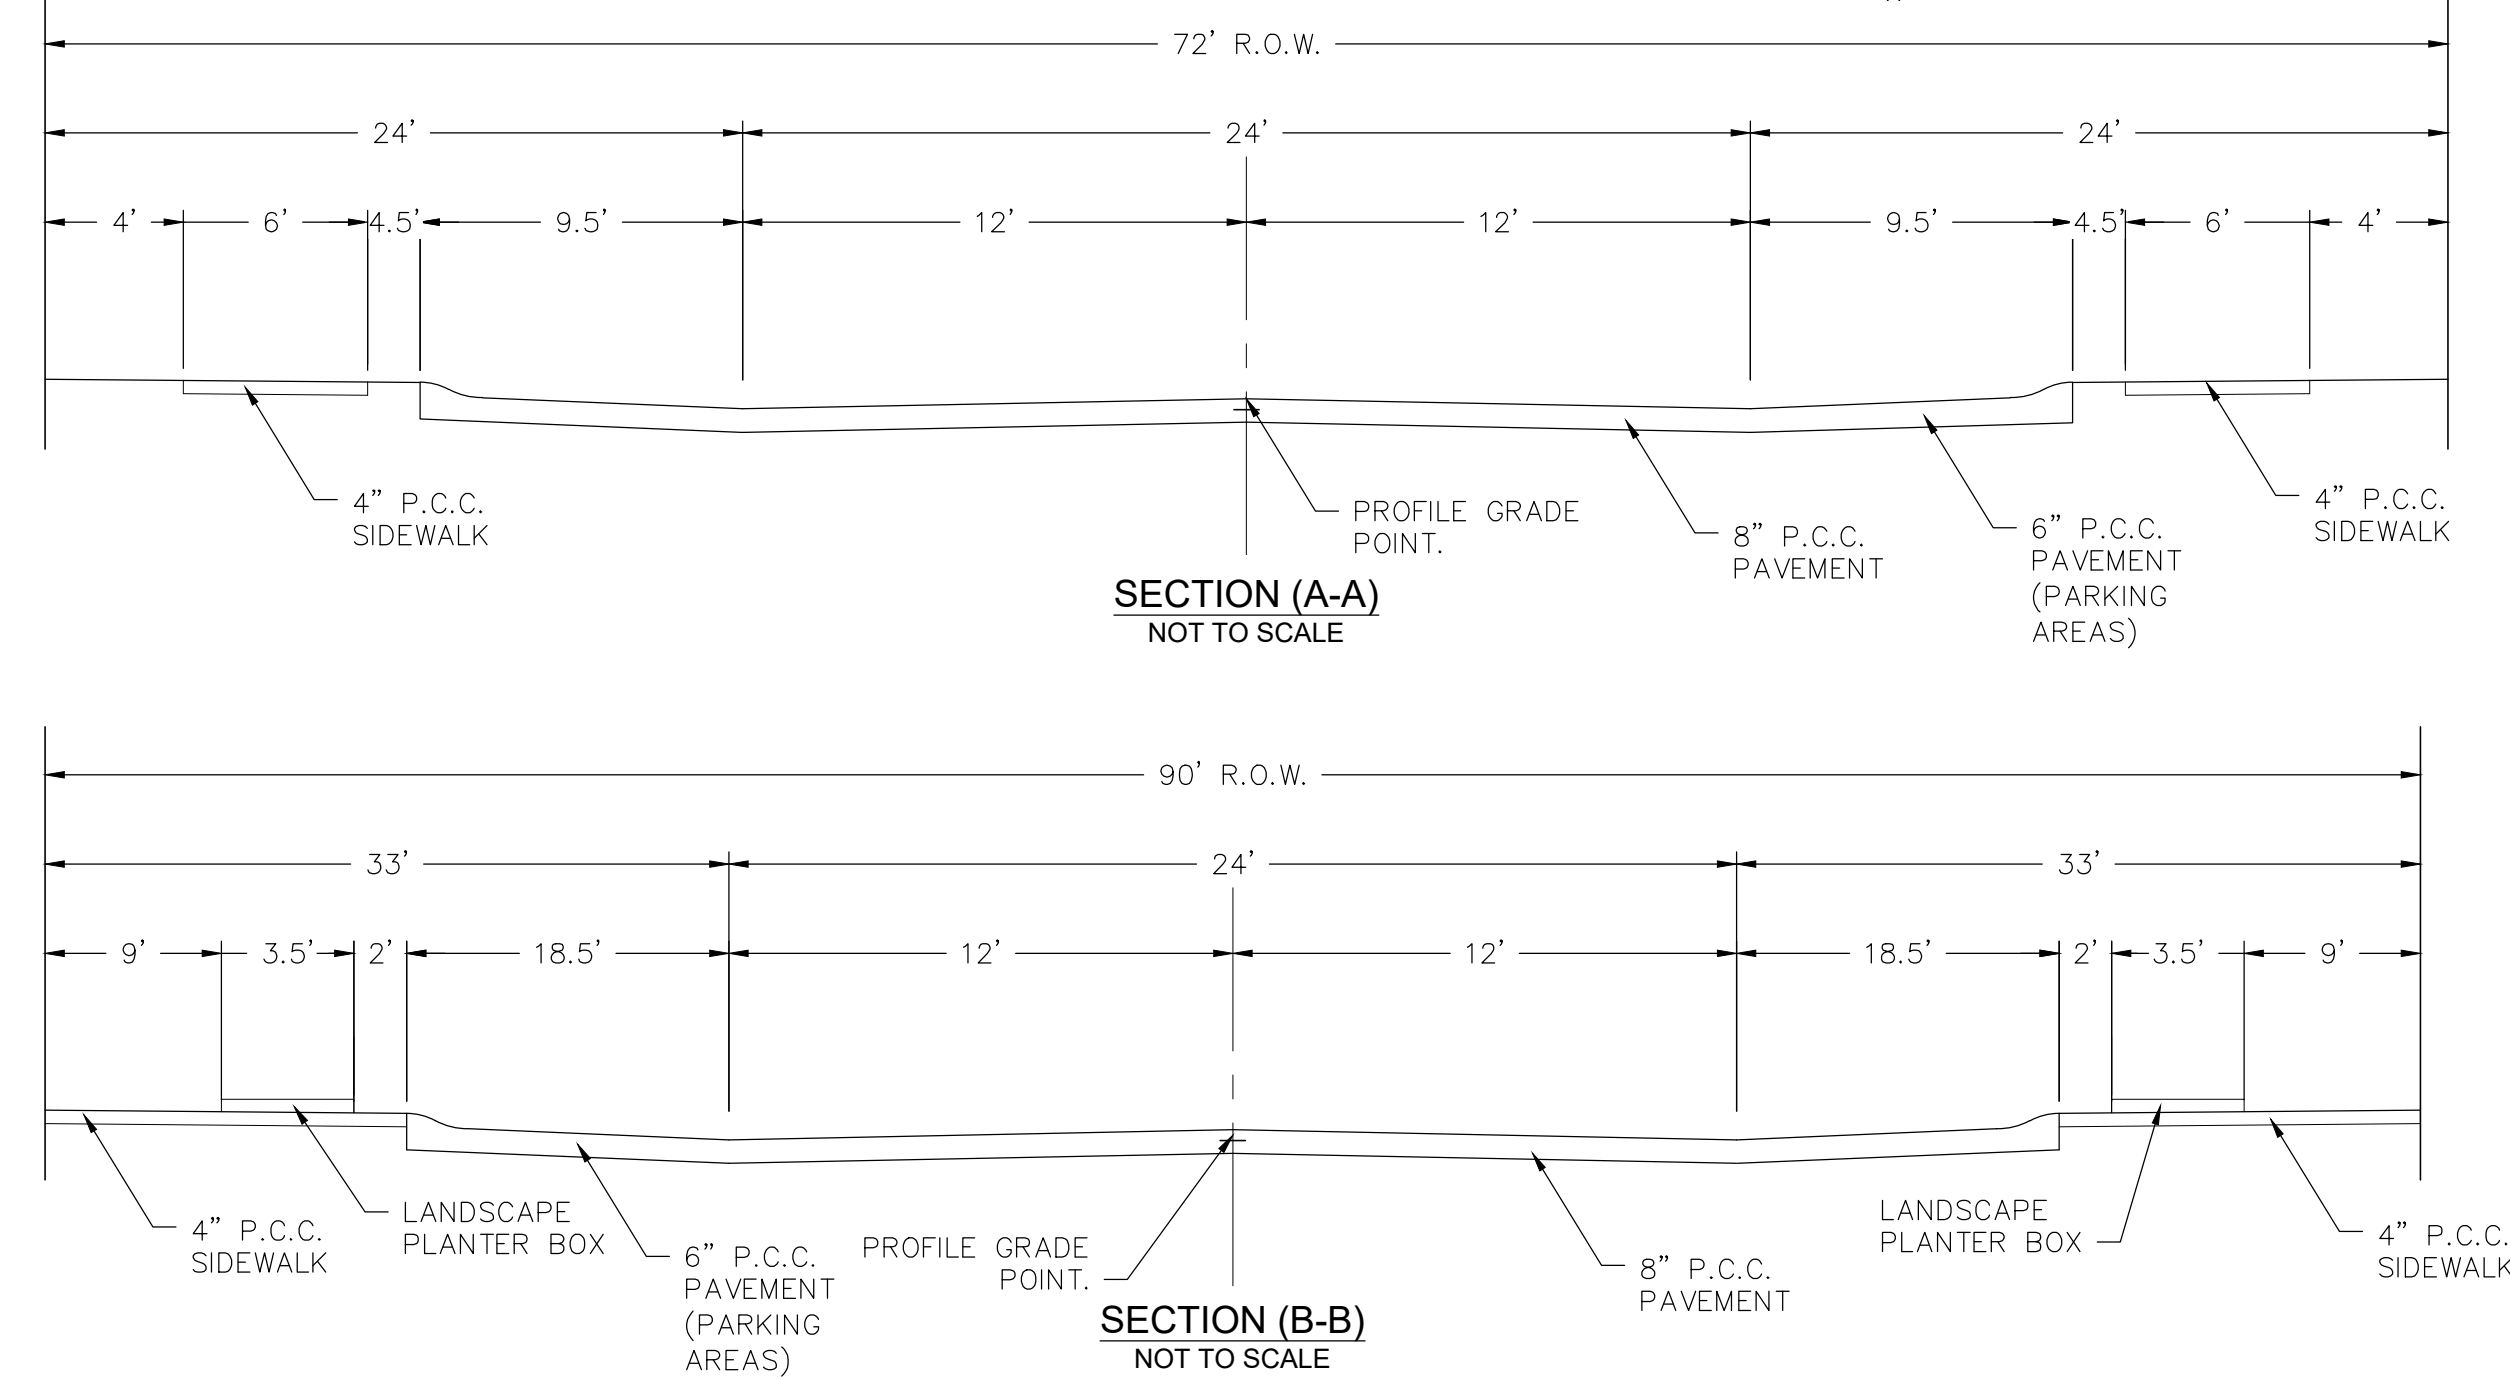 72' R.O.W.
24' 24' 24'
4' 6' 4.5' 9.5' 12' 12' 9.5' 4.5' 6' 4'
4" P.C.C.
SIDEWALK
PROFILE GRADE
POINT.
8" P.C.C.
PAVEMENT
6" P.C.C.
PAVEMENT
(PARKING
AREAS)
4" P.C.C.
SIDEWALK
SECTION (A-A)
NOT TO SCALE
90' R.O.W.
33' 24' 33'
9' 3.5' 2' 18.5' 12' 12' 18.5' 2' 3.5' 9'
4" P.C.C.
SIDEWALK
LANDSCAPE
PLANTER BOX
6" P.C.C.
PAVEMENT
(PARKING
AREAS)
PROFILE GRADE
POINT.
8" P.C.C.
PAVEMENT
LANDSCAPE
PLANTER BOX
4" P.C.C.
SIDEWALK
SECTION (B-B)
NOT TO SCALE